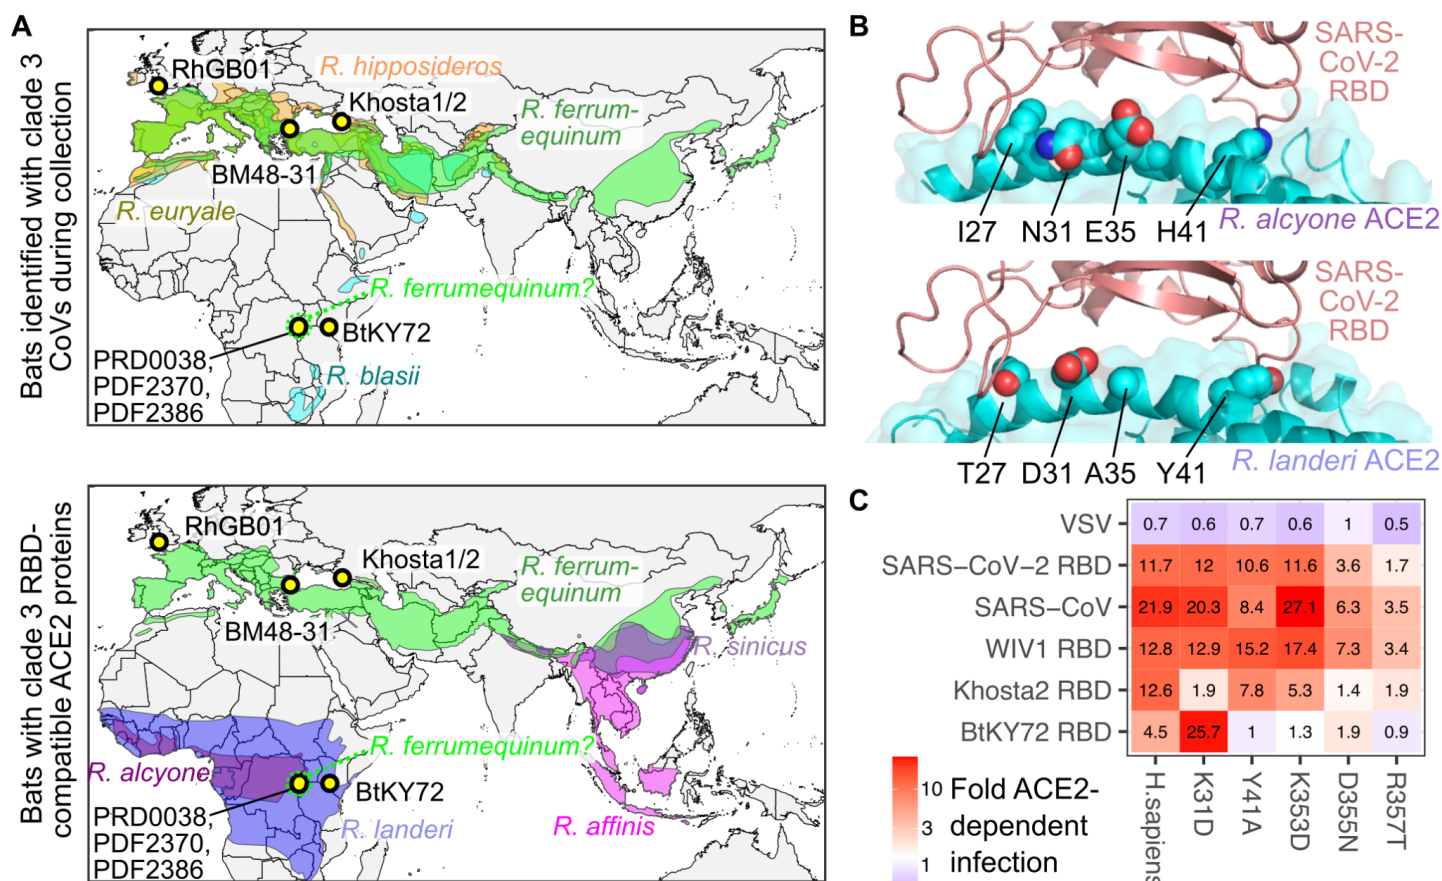 A
Bats identified with clade 3
CoVs during collection
RhGB01
R. hipposideros
Khosta1/2
R. ferrum-
equinum
BM48-31
R. euryale
R. ferrumequinum?
BtKY72
PRD0038,
PDF2370,
PDF2386
R. blasii
Bats with clade 3 RBD-
compatible ACE2 proteins
RhGB01
Khosta1/2
R. ferrum-
equinum
BM48-31
R. sinicus
R. ferrumequinum?
R. alcyone
BtKY72
PRD0038,
PDF2370,
PDF2386
R. landeri
R. affinis
B
SARS-
CoV-2
RBD
I27 N31 E35 H41
R. alcyone ACE2
SARS-
CoV-2
RBD
T27 D31 A35 Y41
R. landeri ACE2
C
VSV 0.7 0.6 0.7 0.6 1 0.5
SARS-CoV-2 RBD 11.7 12 10.6 11.6 3.6 1.7
SARS-CoV 21.9 20.3 8.4 27.1 6.3 3.5
WIV1 RBD 12.8 12.9 15.2 17.4 7.3 3.4
Khosta2 RBD 12.6 1.9 7.8 5.3 1.4 1.9
BtKY72 RBD 4.5 25.7 1 1.3 1.9 0.9
H.sapiens K31D Y41A K353D D355N R357T
10
3
1
Fold ACE2-
dependent
infection